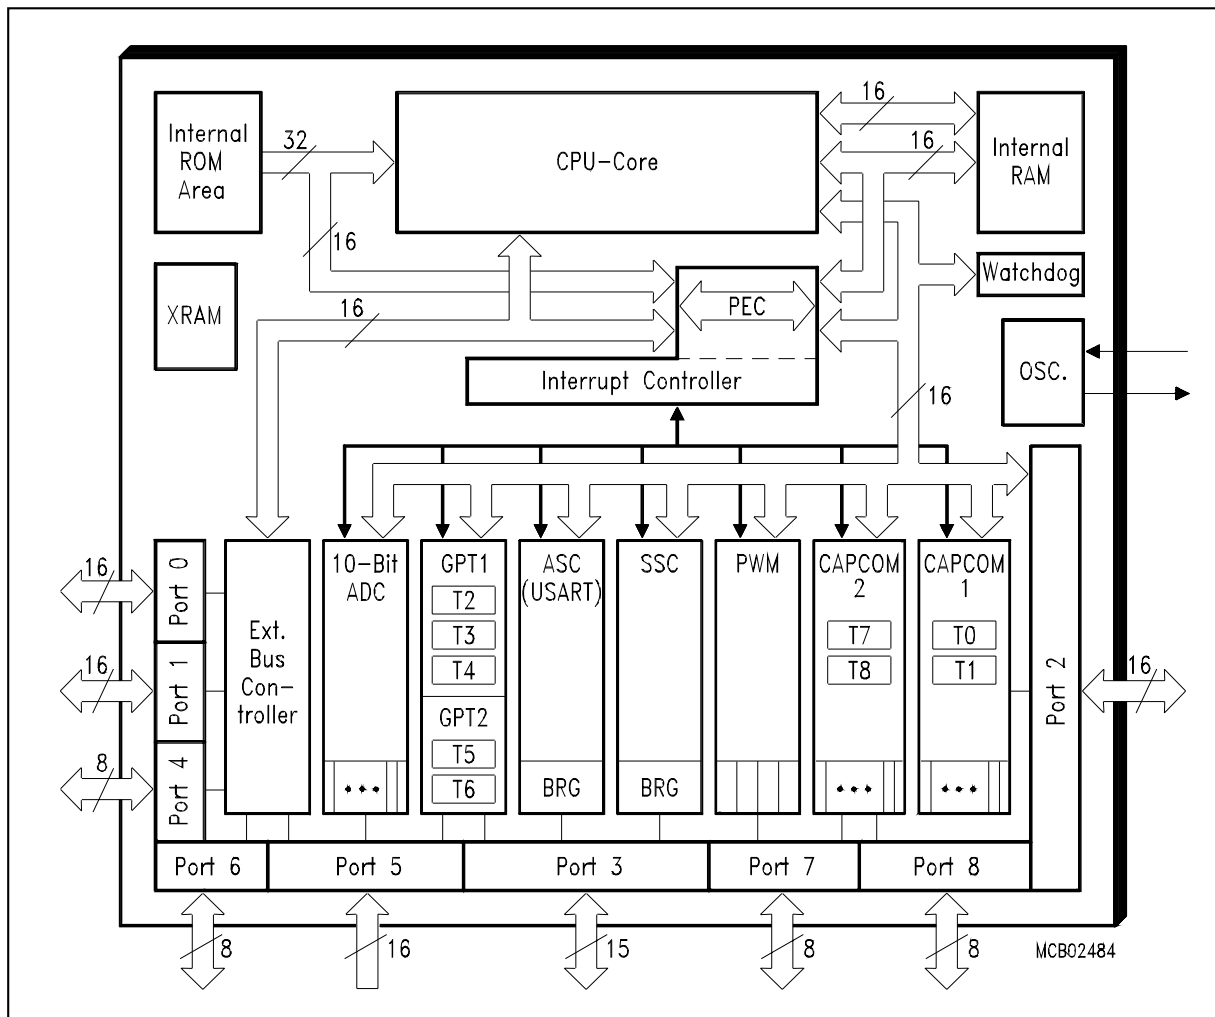 Internal
ROM
Area
32
CPU-Core
16
16
Internal
RAM
16
Watchdog
XRAM
16
PEC
OSC.
Interrupt Controller
16
Port 0
16
Port 1
16
Port 4
8
Ext.
Bus
Con-
troller
10-Bit
ADC
GPT1
T2
T3
T4
GPT2
T5
T6
ASC
(USART)
BRG
SSC
BRG
PWM
CAPCOM
2
T7
T8
CAPCOM
1
T0
T1
Port 2
16
Port 6
Port 5
Port 3
Port 7
Port 8
8
16
15
8
8
MCB02484